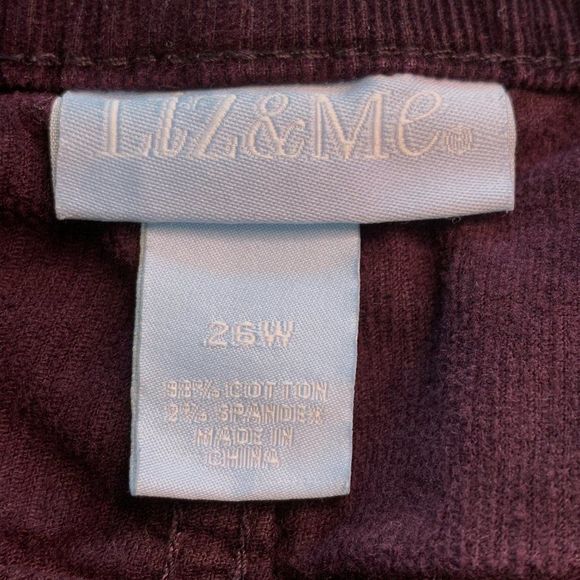 Liz&Me®
26W
98% COTTON
2% SPANDEX
MADE IN
CHINA